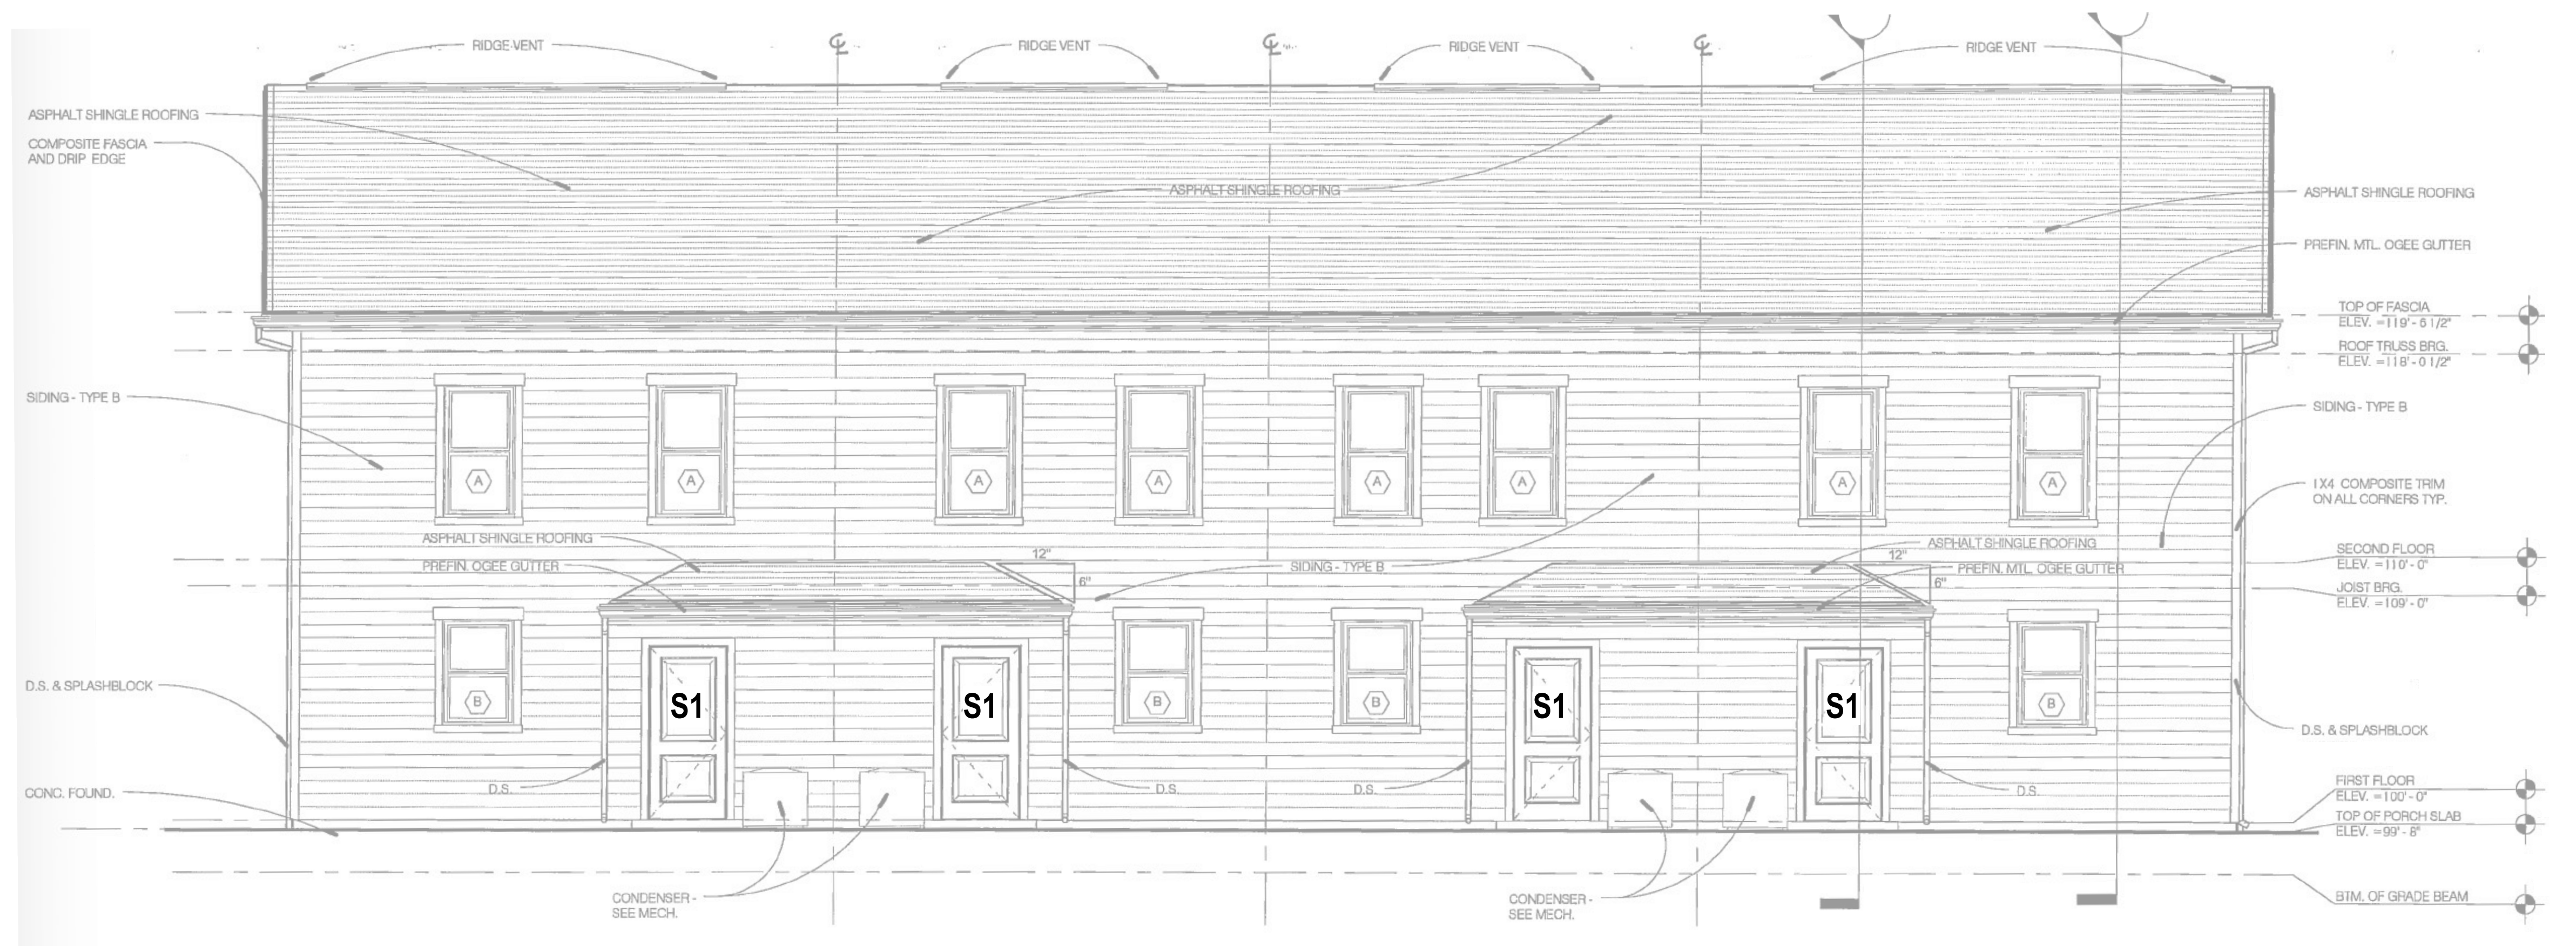 RIDGE VENT
℄
RIDGE VENT
℄
RIDGE VENT
℄
RIDGE VENT
ASPHALT SHINGLE ROOFING
COMPOSITE FASCIA
AND DRIP EDGE
ASPHALT SHINGLE ROOFING
ASPHALT SHINGLE ROOFING
PREFIN. MTL. OGEE GUTTER
TOP OF FASCIA
ELEV. =119'-6 1/2"
ROOF TRUSS BRG.
ELEV. =118'-0 1/2"
SIDING - TYPE B
SIDING - TYPE B
A
A
A
A
A
A
A
A
1X4 COMPOSITE TRIM
ON ALL CORNERS TYP.
ASPHALT SHINGLE ROOFING
12"
ASPHALT SHINGLE ROOFING
12"
SECOND FLOOR
ELEV. =110'-0"
PREFIN. OGEE GUTTER
6"
SIDING - TYPE B
PREFIN. MTL. OGEE GUTTER
6"
JOIST BRG.
ELEV. =109'-0"
D.S. & SPLASHBLOCK
B
S1
S1
B
B
S1
S1
B
D.S. & SPLASHBLOCK
CONC. FOUND.
D.S.
D.S.
D.S.
D.S.
FIRST FLOOR
ELEV. =100'-0"
TOP OF PORCH SLAB
ELEV. =99'-8"
CONDENSER -
SEE MECH.
CONDENSER -
SEE MECH.
BTM. OF GRADE BEAM